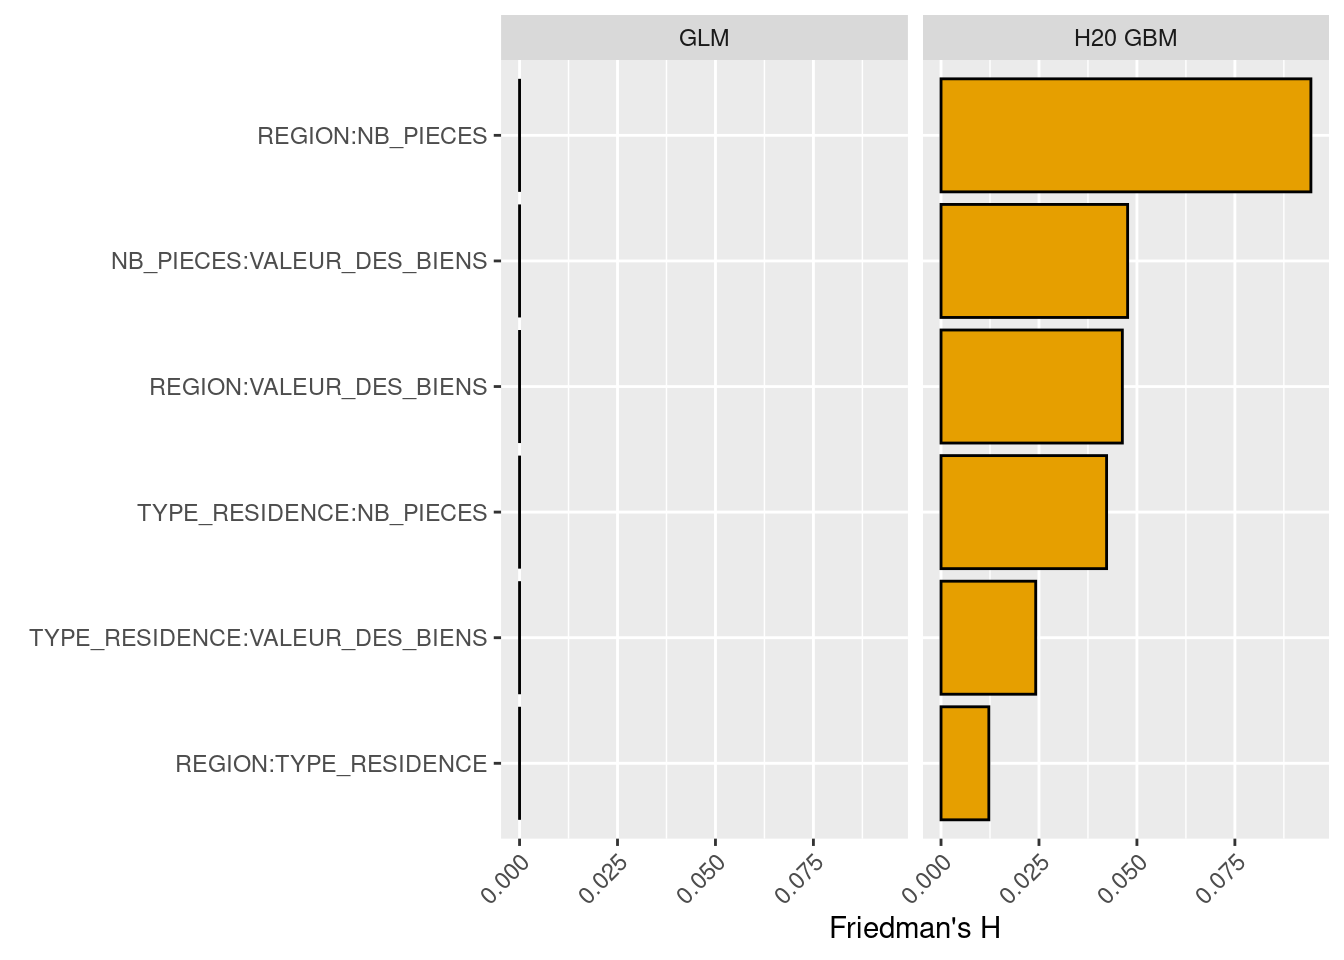 GLM
H20 GBM
REGION:NB_PIECES
NB_PIECES:VALEUR_DES_BIENS
REGION:VALEUR_DES_BIENS
TYPE_RESIDENCE:NB_PIECES
TYPE_RESIDENCE:VALEUR_DES_BIENS
REGION:TYPE_RESIDENCE
0.000
0.025
0.050
0.075
0.000
0.025
0.050
0.075
Friedman's H